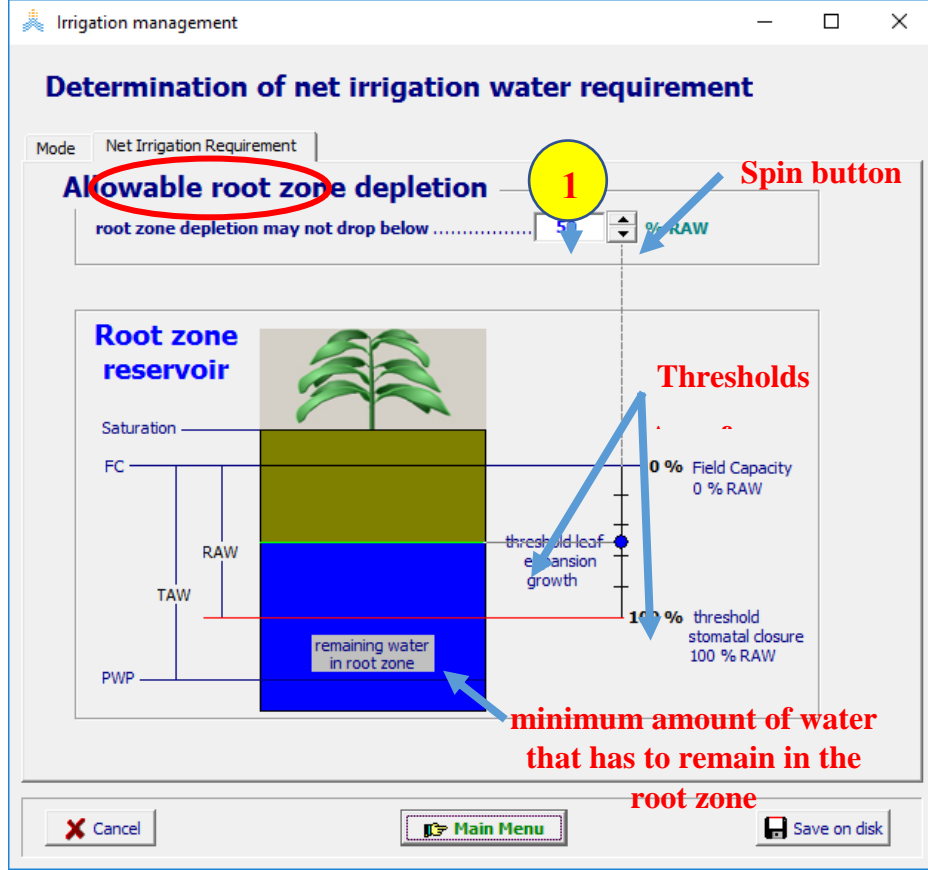 Irrigation management
Determination of net irrigation water requirement
Mode
Net Irrigation Requirement
Allowable root zone depletion
1
Spin button
root zone depletion may not drop below
50
% RAW
Root zone
reservoir
Thresholds
Saturation
FC
0 %
Field Capacity
0 % RAW
RAW
threshold leaf
expansion
growth
TAW
100 %
threshold
stomatal closure
100 % RAW
remaining water
in root zone
PWP
minimum amount of water
that has to remain in the
root zone
Cancel
Main Menu
Save on disk